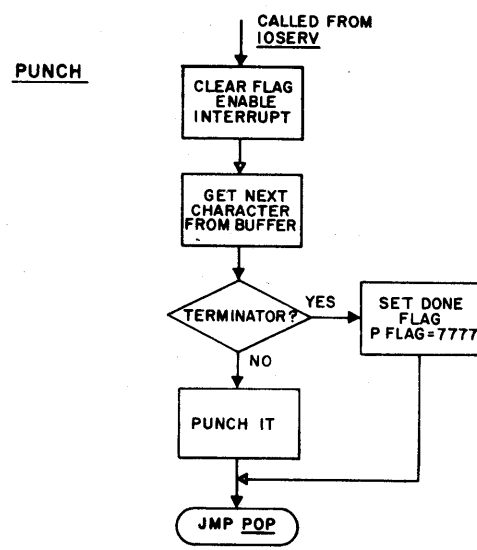 CALLED FROM
IOSERV
PUNCH
CLEAR FLAG
ENABLE
INTERRUPT
GET NEXT
CHARACTER
FROM BUFFER
TERMINATOR?
YES
SET DONE
FLAG
P FLAG=7777
NO
PUNCH IT
JMP POP